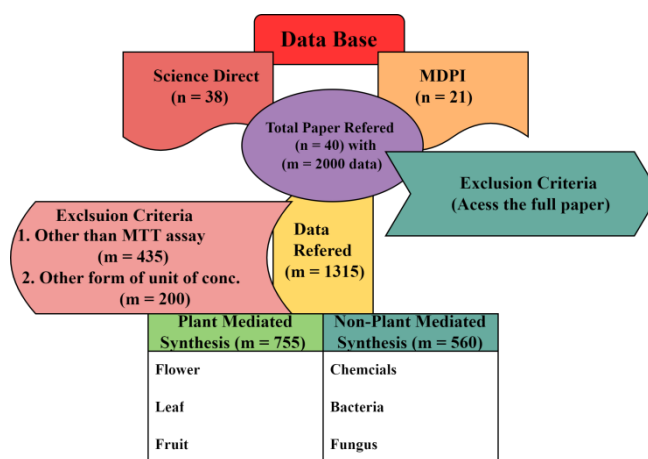 Data Base
Science Direct
(n = 38)
MDPI
(n = 21)
Total Paper Refered
(n = 40) with
(m = 2000 data)
Exclusion Criteria
(Acess the full paper)
Exclsuion Criteria
1. Other than MTT assay
(m = 435)
2. Other form of unit of conc.
(m = 200)
Data
Refered
(m = 1315)
Plant Mediated
Synthesis (m = 755)
Non-Plant Mediated
Synthesis (m = 560)
Flower
Chemcials
Leaf
Bacteria
Fruit
Fungus